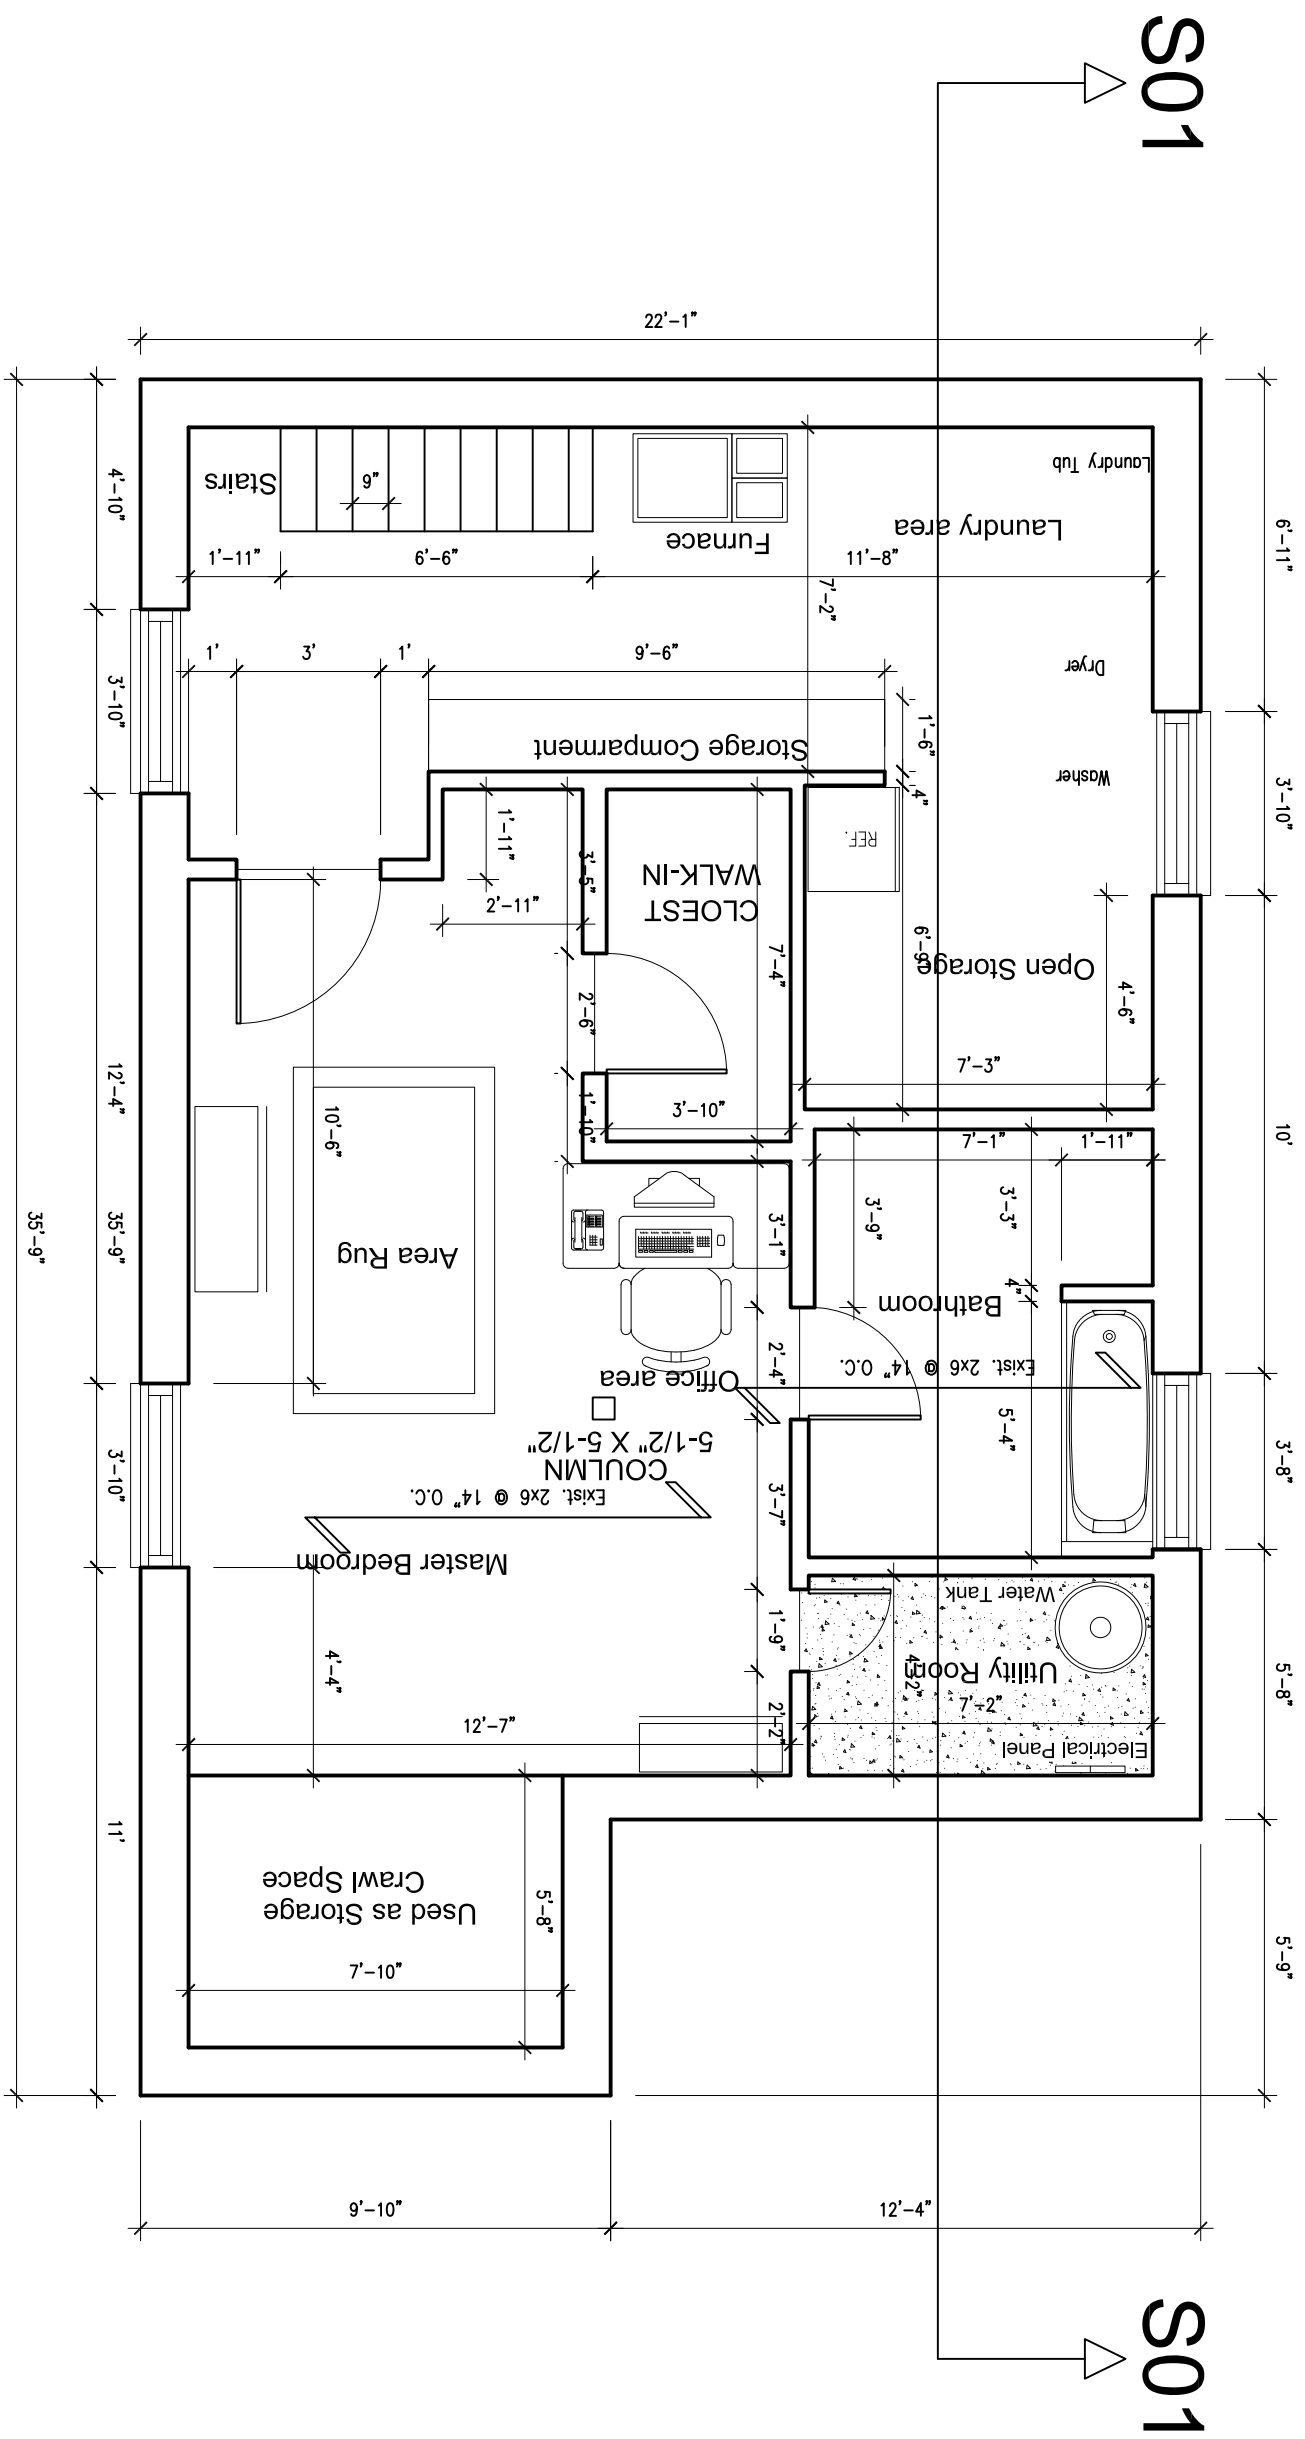 S01
22'-1"
Laundry Tub
Stairs
9"
4'-10"
Furnace
Laundry area
6'-11"
1'-11"
6'-6"
11'-8"
7'-2"
1'
3'
1'
9'-6"
Dryer
3'-10"
1'-6"
Storage Comparment
Washer
4"
3'-10"
1'-11"
REF.
3'-5"
WALK-IN
CLOEST
2'-11"
6'-9"
7'-4"
Open Storage
4'-6"
2'-6"
7'-3"
12'-4"
1'-10"
3'-10"
10'-6"
10'
7'-1"
1'-11"
3'-9"
3'-3"
3'-1"
35'-9"
35'-9"
Area Rug
4"
Bathroom
2'-4"
Exist. 2x6 @ 14" O.C.
Office area
5'-4"
5-1/2" X 5-1/2"
COULMN
3'-10"
3'-8"
Exist. 2x6 @ 14" O.C.
3'-7"
Master Bedroom
Water Tank
1'-9"
4'-4"
4'-2"
Utility Room
5'-8"
7'-2"
2'-2"
12'-7"
Electrical Panel
11'
Crawl Space
Used as Storage
5'-8"
5'-9"
7'-10"
9'-10"
12'-4"
S01